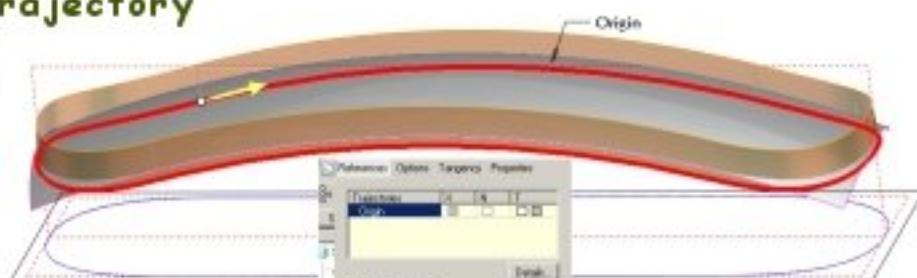 rajectory
Origin
References Options Tangency Properties
Trajectories X N T
Origin
Details...